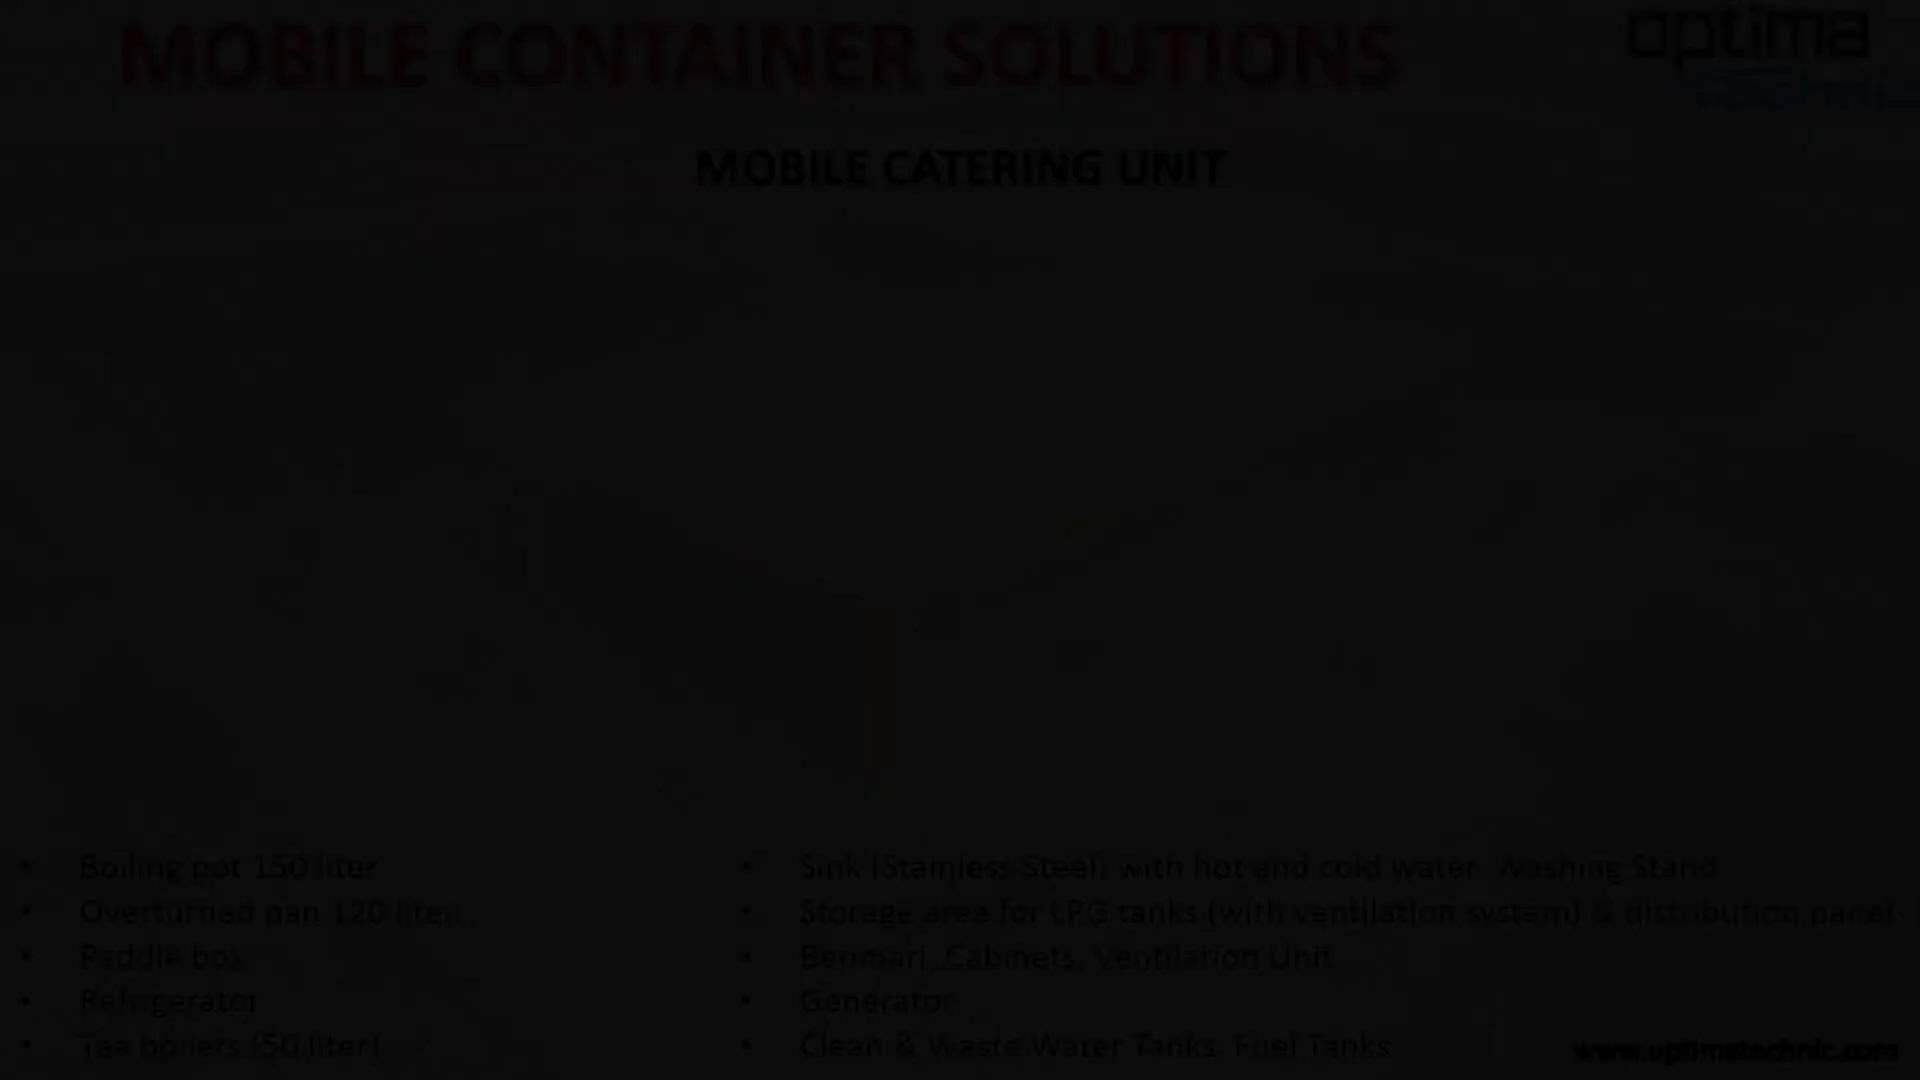 MOBILE CONTAINER SOLUTIONS
optima
technic
MOBILE CATERING UNIT
• Boiling pot 150 liter
• Overturned pan 120 liter
• Paddle box
• Refrigerator
• Tea boilers (50 liter)
• Sink (Stainless Steel) with hot and cold water, Washing Stand
• Storage area for LPG tanks (with ventilation system) & distribution panel
• Benmari, Cabinets, Ventilation Unit
• Generator
• Clean & Waste Water Tanks, Fuel Tanks
www.optimatechnic.com